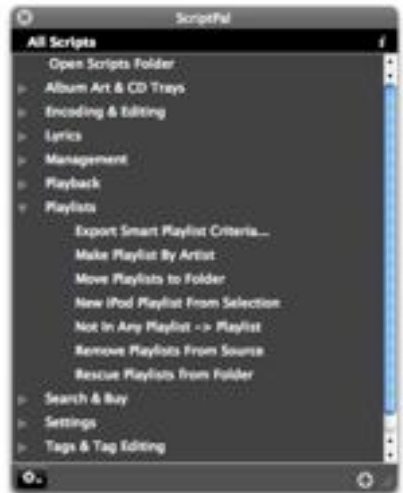 ScriptPal
All Scripts
Open Scripts Folder
Album Art & CD Trays
Encoding & Editing
Lyrics
Management
Playback
Playlists
Export Smart Playlist Criteria...
Make Playlist By Artist
Move Playlists to Folder
New iPod Playlist From Selection
Not In Any Playlist -> Playlist
Remove Playlists From Source
Rescue Playlists from Folder
Search & Buy
Settings
Tags & Tag Editing